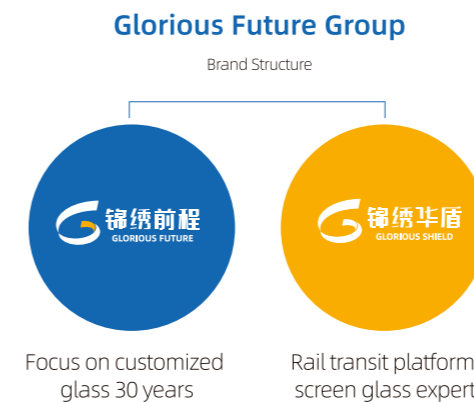 Glorious Future Group
Brand Structure
锦绣前程
GLORIOUS FUTURE
锦绣华盾
GLORIOUS SHIELD
Focus on customized
glass 30 years
Rail transit platform
screen glass expert